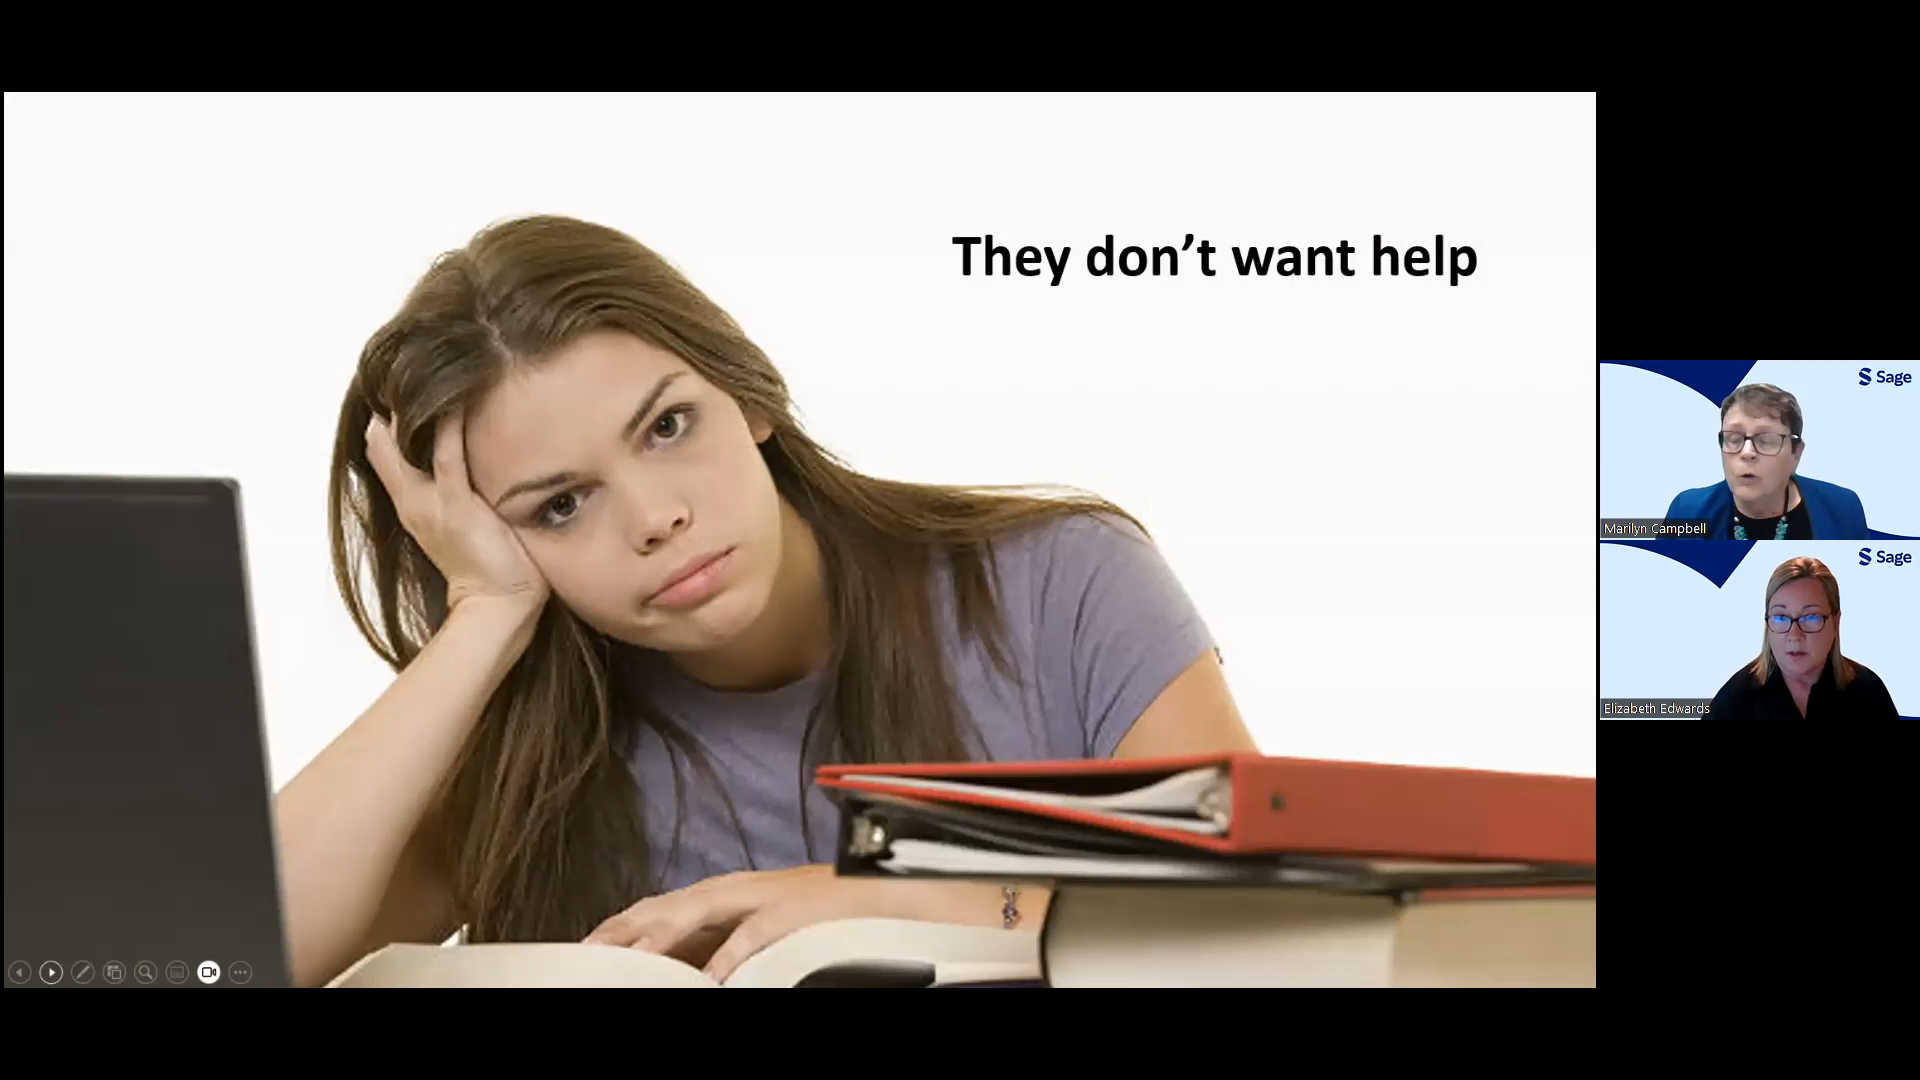 They don’t want help
Sage
Marilyn Campbell
Sage
Elizabeth Edwards